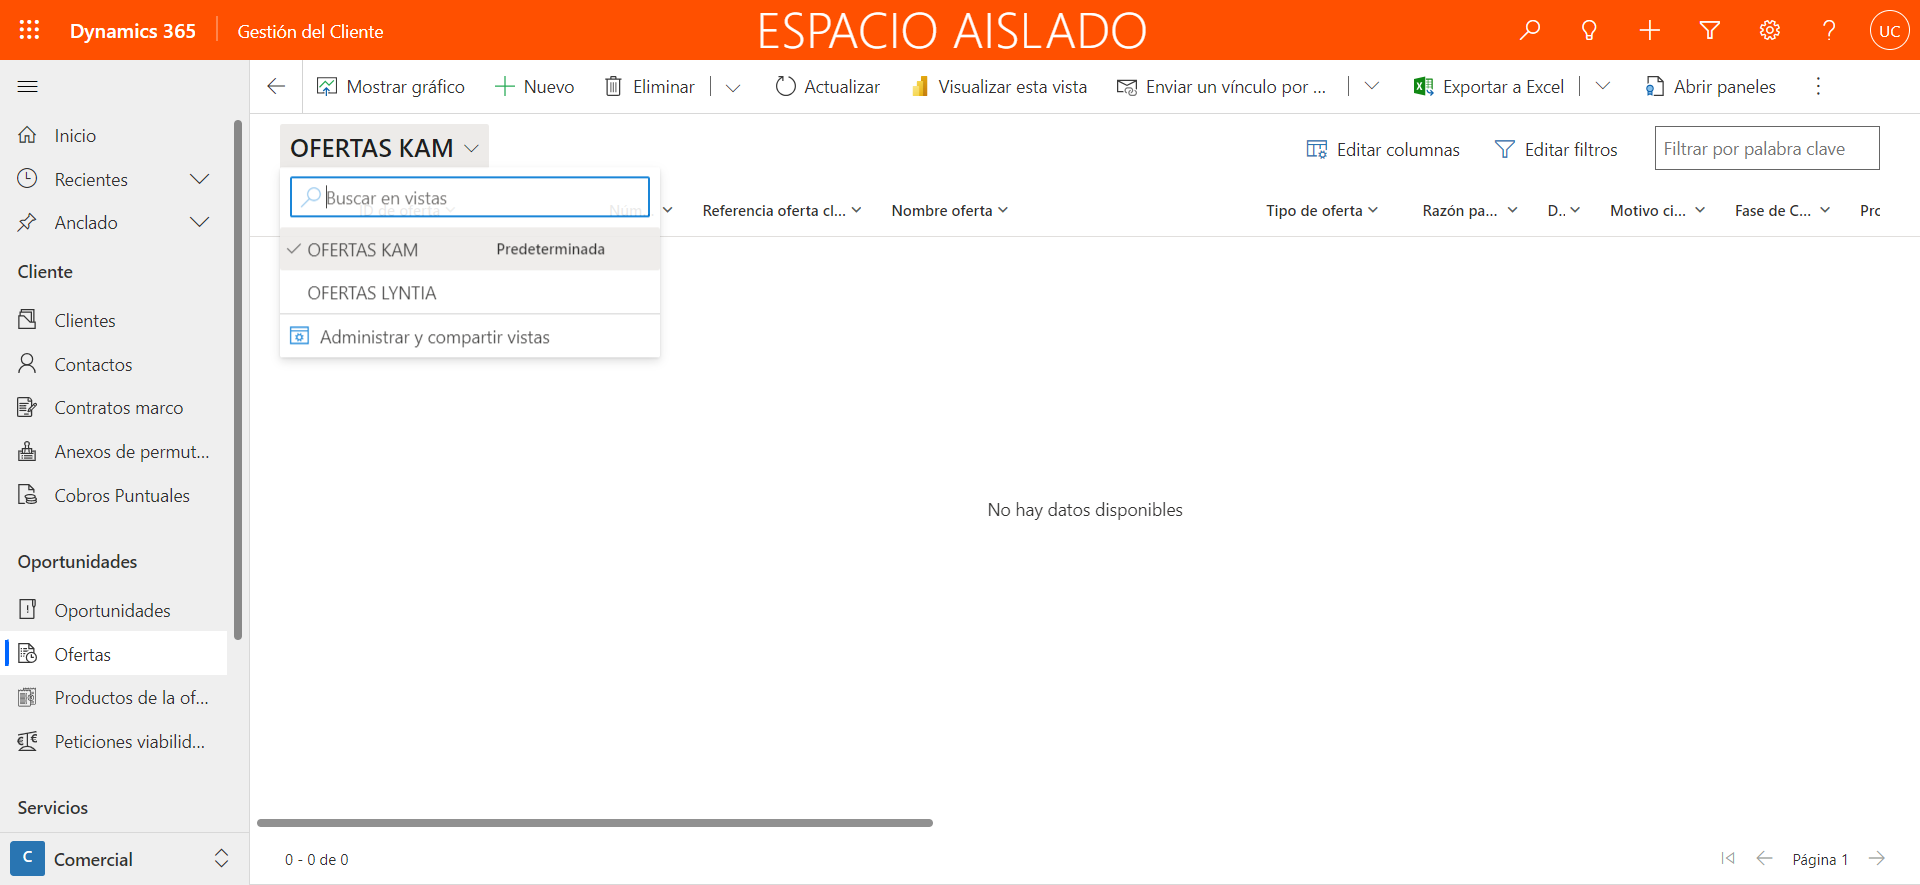 Dynamics 365 Gestión del Cliente ESPACIO AISLADO UC
Mostrar gráfico Nuevo Eliminar Actualizar Visualizar esta vista Enviar un vínculo por ... Exportar a Excel Abrir paneles
Inicio
Recientes
Anclado
Cliente
Clientes
Contactos
Contratos marco
Anexos de permut...
Cobros Puntuales
Oportunidades
Oportunidades
Ofertas
Productos de la of...
Peticiones viabilid...
Servicios
C Comercial
OFERTAS KAM
Editar columnas Editar filtros Filtrar por palabra clave
Buscar en vistas
ID de oferta Núm... Referencia oferta cl... Nombre oferta Tipo de oferta Razón pa... D.. Motivo ci... Fase de C... Prc
OFERTAS KAM Predeterminada
OFERTAS LYNTIA
Administrar y compartir vistas
No hay datos disponibles
0 - 0 de 0
Página 1